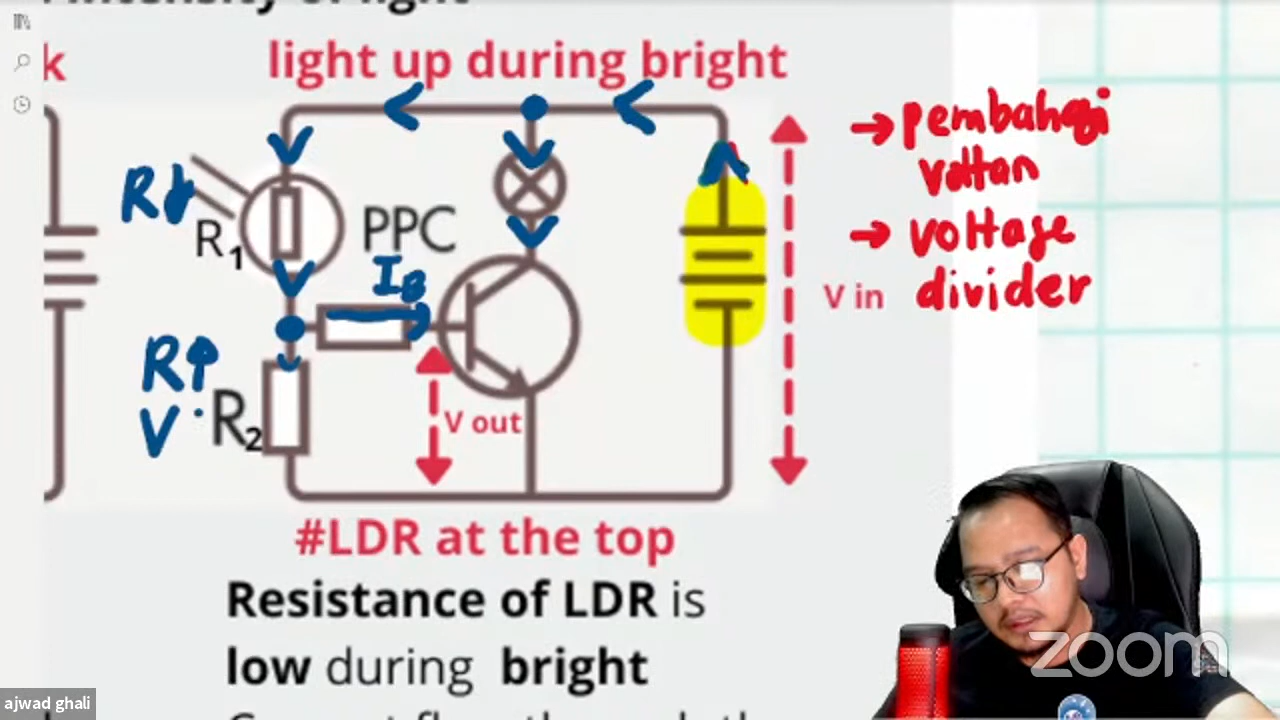 k
light up during bright
→ pembahagi
voltan
→ voltage
divider
R↓
R1
PPC
IB
V in
R↑
V
R2
V out
#LDR at the top
Resistance of LDR is
low during bright
zoom
ajwad ghali